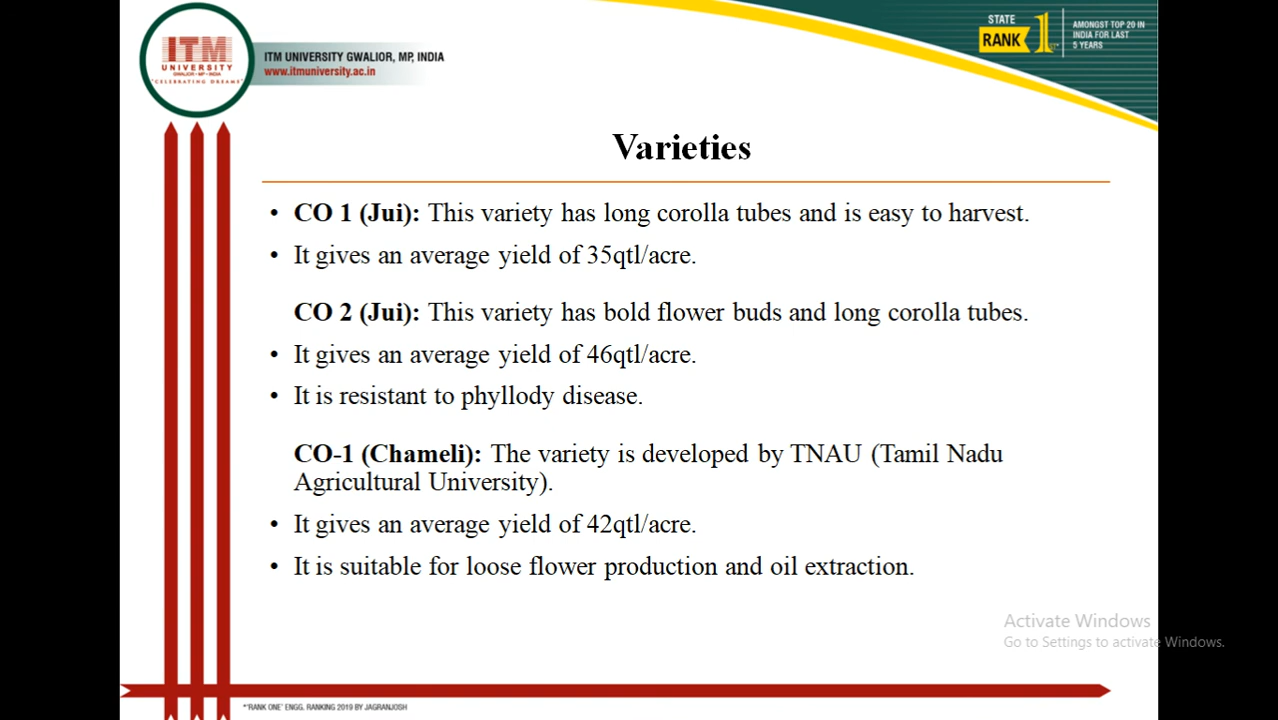 ITM
UNIVERSITY
GWALIOR • MP • INDIA
"CELEBRATING DREAMS"
ITM UNIVERSITY GWALIOR, MP, INDIA
www.itmuniversity.ac.in
STATE
RANK 1ST*
AMONGST TOP 20 IN
INDIA FOR LAST
5 YEARS
Varieties
• CO 1 (Jui): This variety has long corolla tubes and is easy to harvest.
• It gives an average yield of 35qtl/acre.
CO 2 (Jui): This variety has bold flower buds and long corolla tubes.
• It gives an average yield of 46qtl/acre.
• It is resistant to phyllody disease.
CO-1 (Chameli): The variety is developed by TNAU (Tamil Nadu
Agricultural University).
• It gives an average yield of 42qtl/acre.
• It is suitable for loose flower production and oil extraction.
Activate Windows
Go to Settings to activate Windows.
*"RANK ONE" ENGG. RANKING 2019 BY JAGRANJOSH